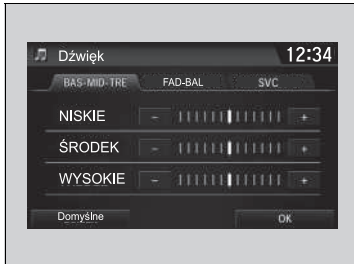 Dźwięk 12:34
BAS-MID-TRE FAD-BAL SVC
NISKIE - +
ŚRODEK - +
WYSOKIE - +
Domyślne OK